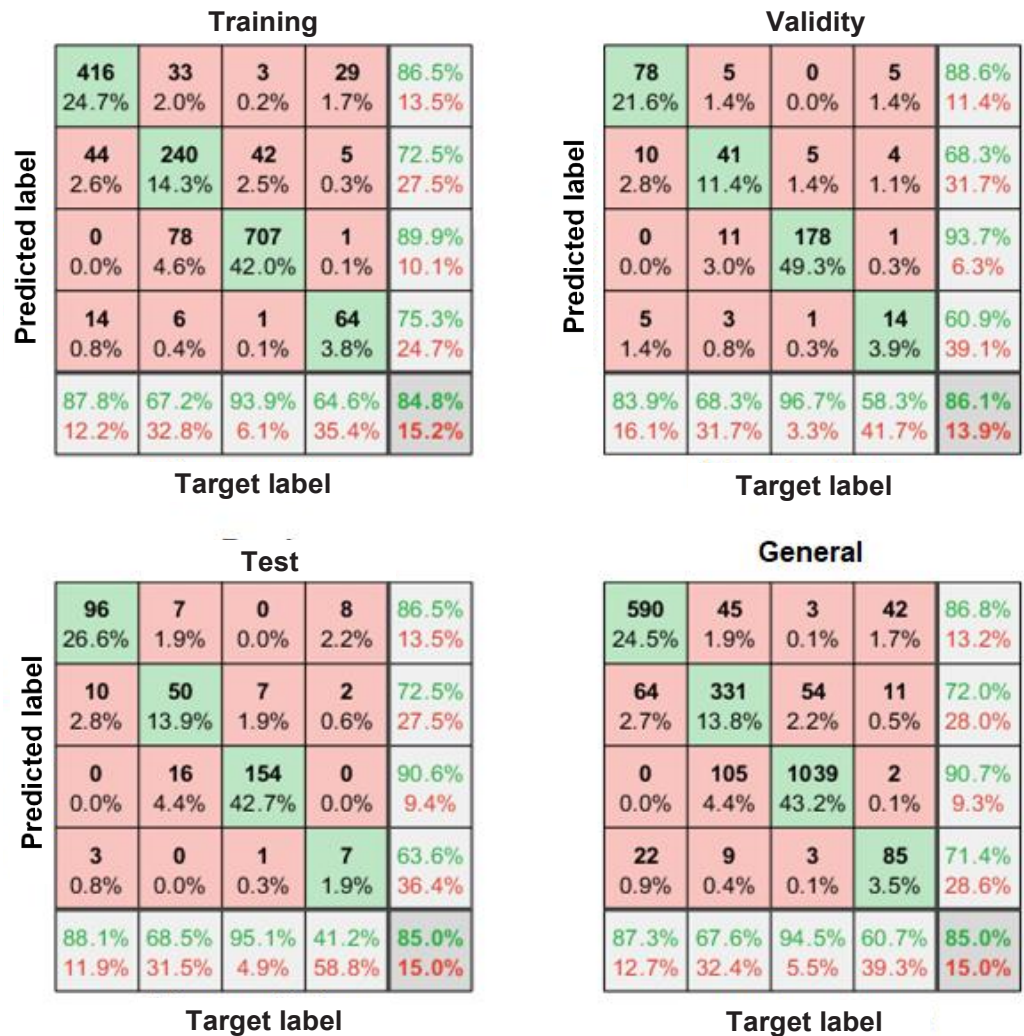 Training
416 33 3 29 86.5%
24.7% 2.0% 0.2% 1.7% 13.5%
44 240 42 5 72.5%
2.6% 14.3% 2.5% 0.3% 27.5%
0 78 707 1 89.9%
0.0% 4.6% 42.0% 0.1% 10.1%
14 6 1 64 75.3%
0.8% 0.4% 0.1% 3.8% 24.7%
87.8% 67.2% 93.9% 64.6% 84.8%
12.2% 32.8% 6.1% 35.4% 15.2%
Predicted label
Target label
Validity
78 5 0 5 88.6%
21.6% 1.4% 0.0% 1.4% 11.4%
10 41 5 4 68.3%
2.8% 11.4% 1.4% 1.1% 31.7%
0 11 178 1 93.7%
0.0% 3.0% 49.3% 0.3% 6.3%
5 3 1 14 60.9%
1.4% 0.8% 0.3% 3.9% 39.1%
83.9% 68.3% 96.7% 58.3% 86.1%
16.1% 31.7% 3.3% 41.7% 13.9%
Predicted label
Target label
Test
96 7 0 8 86.5%
26.6% 1.9% 0.0% 2.2% 13.5%
10 50 7 2 72.5%
2.8% 13.9% 1.9% 0.6% 27.5%
0 16 154 0 90.6%
0.0% 4.4% 42.7% 0.0% 9.4%
3 0 1 7 63.6%
0.8% 0.0% 0.3% 1.9% 36.4%
88.1% 68.5% 95.1% 41.2% 85.0%
11.9% 31.5% 4.9% 58.8% 15.0%
Predicted label
Target label
General
590 45 3 42 86.8%
24.5% 1.9% 0.1% 1.7% 13.2%
64 331 54 11 72.0%
2.7% 13.8% 2.2% 0.5% 28.0%
0 105 1039 2 90.7%
0.0% 4.4% 43.2% 0.1% 9.3%
22 9 3 85 71.4%
0.9% 0.4% 0.1% 3.5% 28.6%
87.3% 67.6% 94.5% 60.7% 85.0%
12.7% 32.4% 5.5% 39.3% 15.0%
Target label